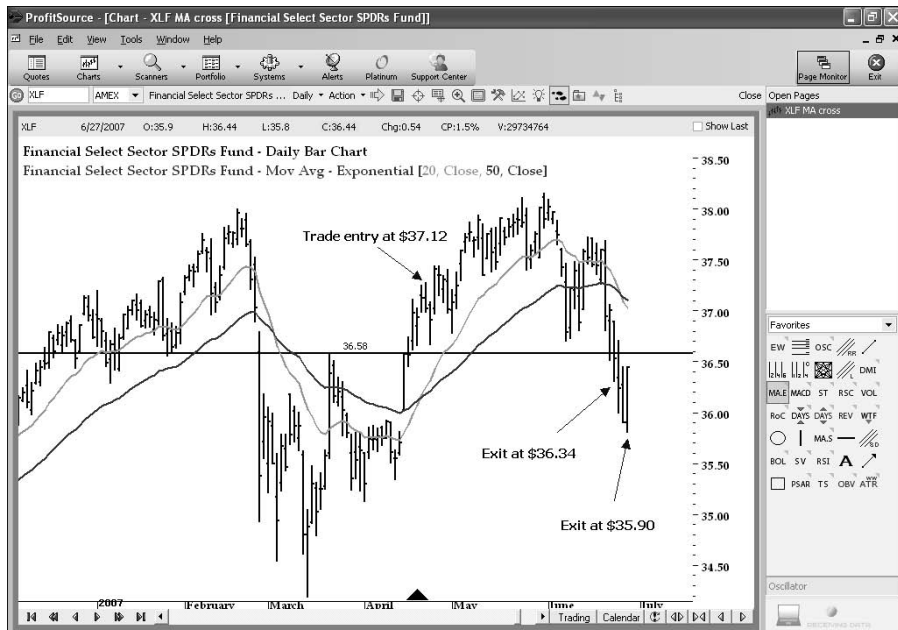 ProfitSource - [Chart - XLF MA cross [Financial Select Sector SPDRs Fund]]
File Edit View Tools Window Help
Quotes Charts Scanners Portfolio Systems Alerts Platinum Support Center Page Monitor Exit
Go XLF AMEX Financial Select Sector SPDRs ... Daily Action Close Open Pages
XLF MA cross
XLF 6/27/2007 O:35.9 H:36.44 L:35.8 C:36.44 Chg:0.54 CP:1.5% V:29734764 Show Last
Financial Select Sector SPDRs Fund - Daily Bar Chart
Financial Select Sector SPDRs Fund - Mov Avg - Exponential [20, Close, 50, Close]
38.50
38.00
Trade entry at $37.12
37.50
37.00
36.58
36.50
36.00
Exit at $36.34
35.50
Exit at $35.90
35.00
34.50
2007 February March April May June July
Trading Calendar
Favorites
EW OSC RR
L DMI
MA.E MACD ST RSC VOL
RoC DAYS DAYS REV WTF
MA.S SD
BOL SV RSI A
PSAR TS OBV ATR
Oscillator
RECEIVING DATA